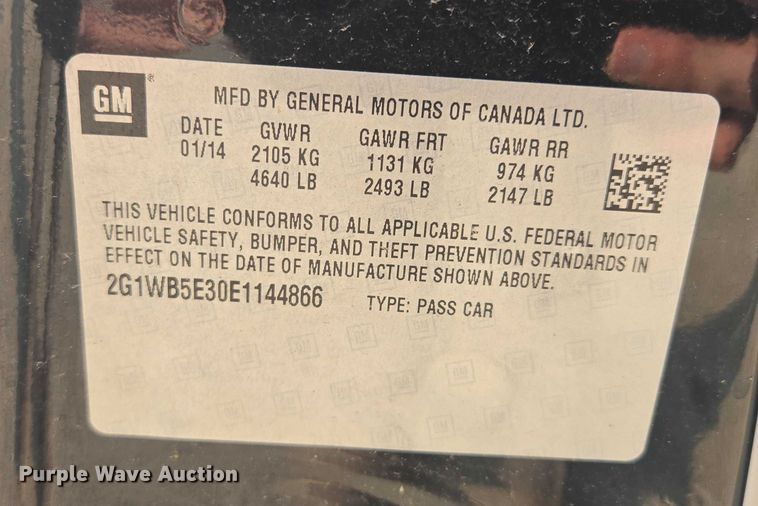 GM
MFD BY GENERAL MOTORS OF CANADA LTD.
DATE GVWR GAWR FRT GAWR RR
01/14 2105 KG 1131 KG 974 KG
4640 LB 2493 LB 2147 LB
THIS VEHICLE CONFORMS TO ALL APPLICABLE U.S. FEDERAL MOTOR
VEHICLE SAFETY, BUMPER, AND THEFT PREVENTION STANDARDS IN
EFFECT ON THE DATE OF MANUFACTURE SHOWN ABOVE.
2G1WB5E30E1144866 TYPE: PASS CAR
Purple Wave Auction